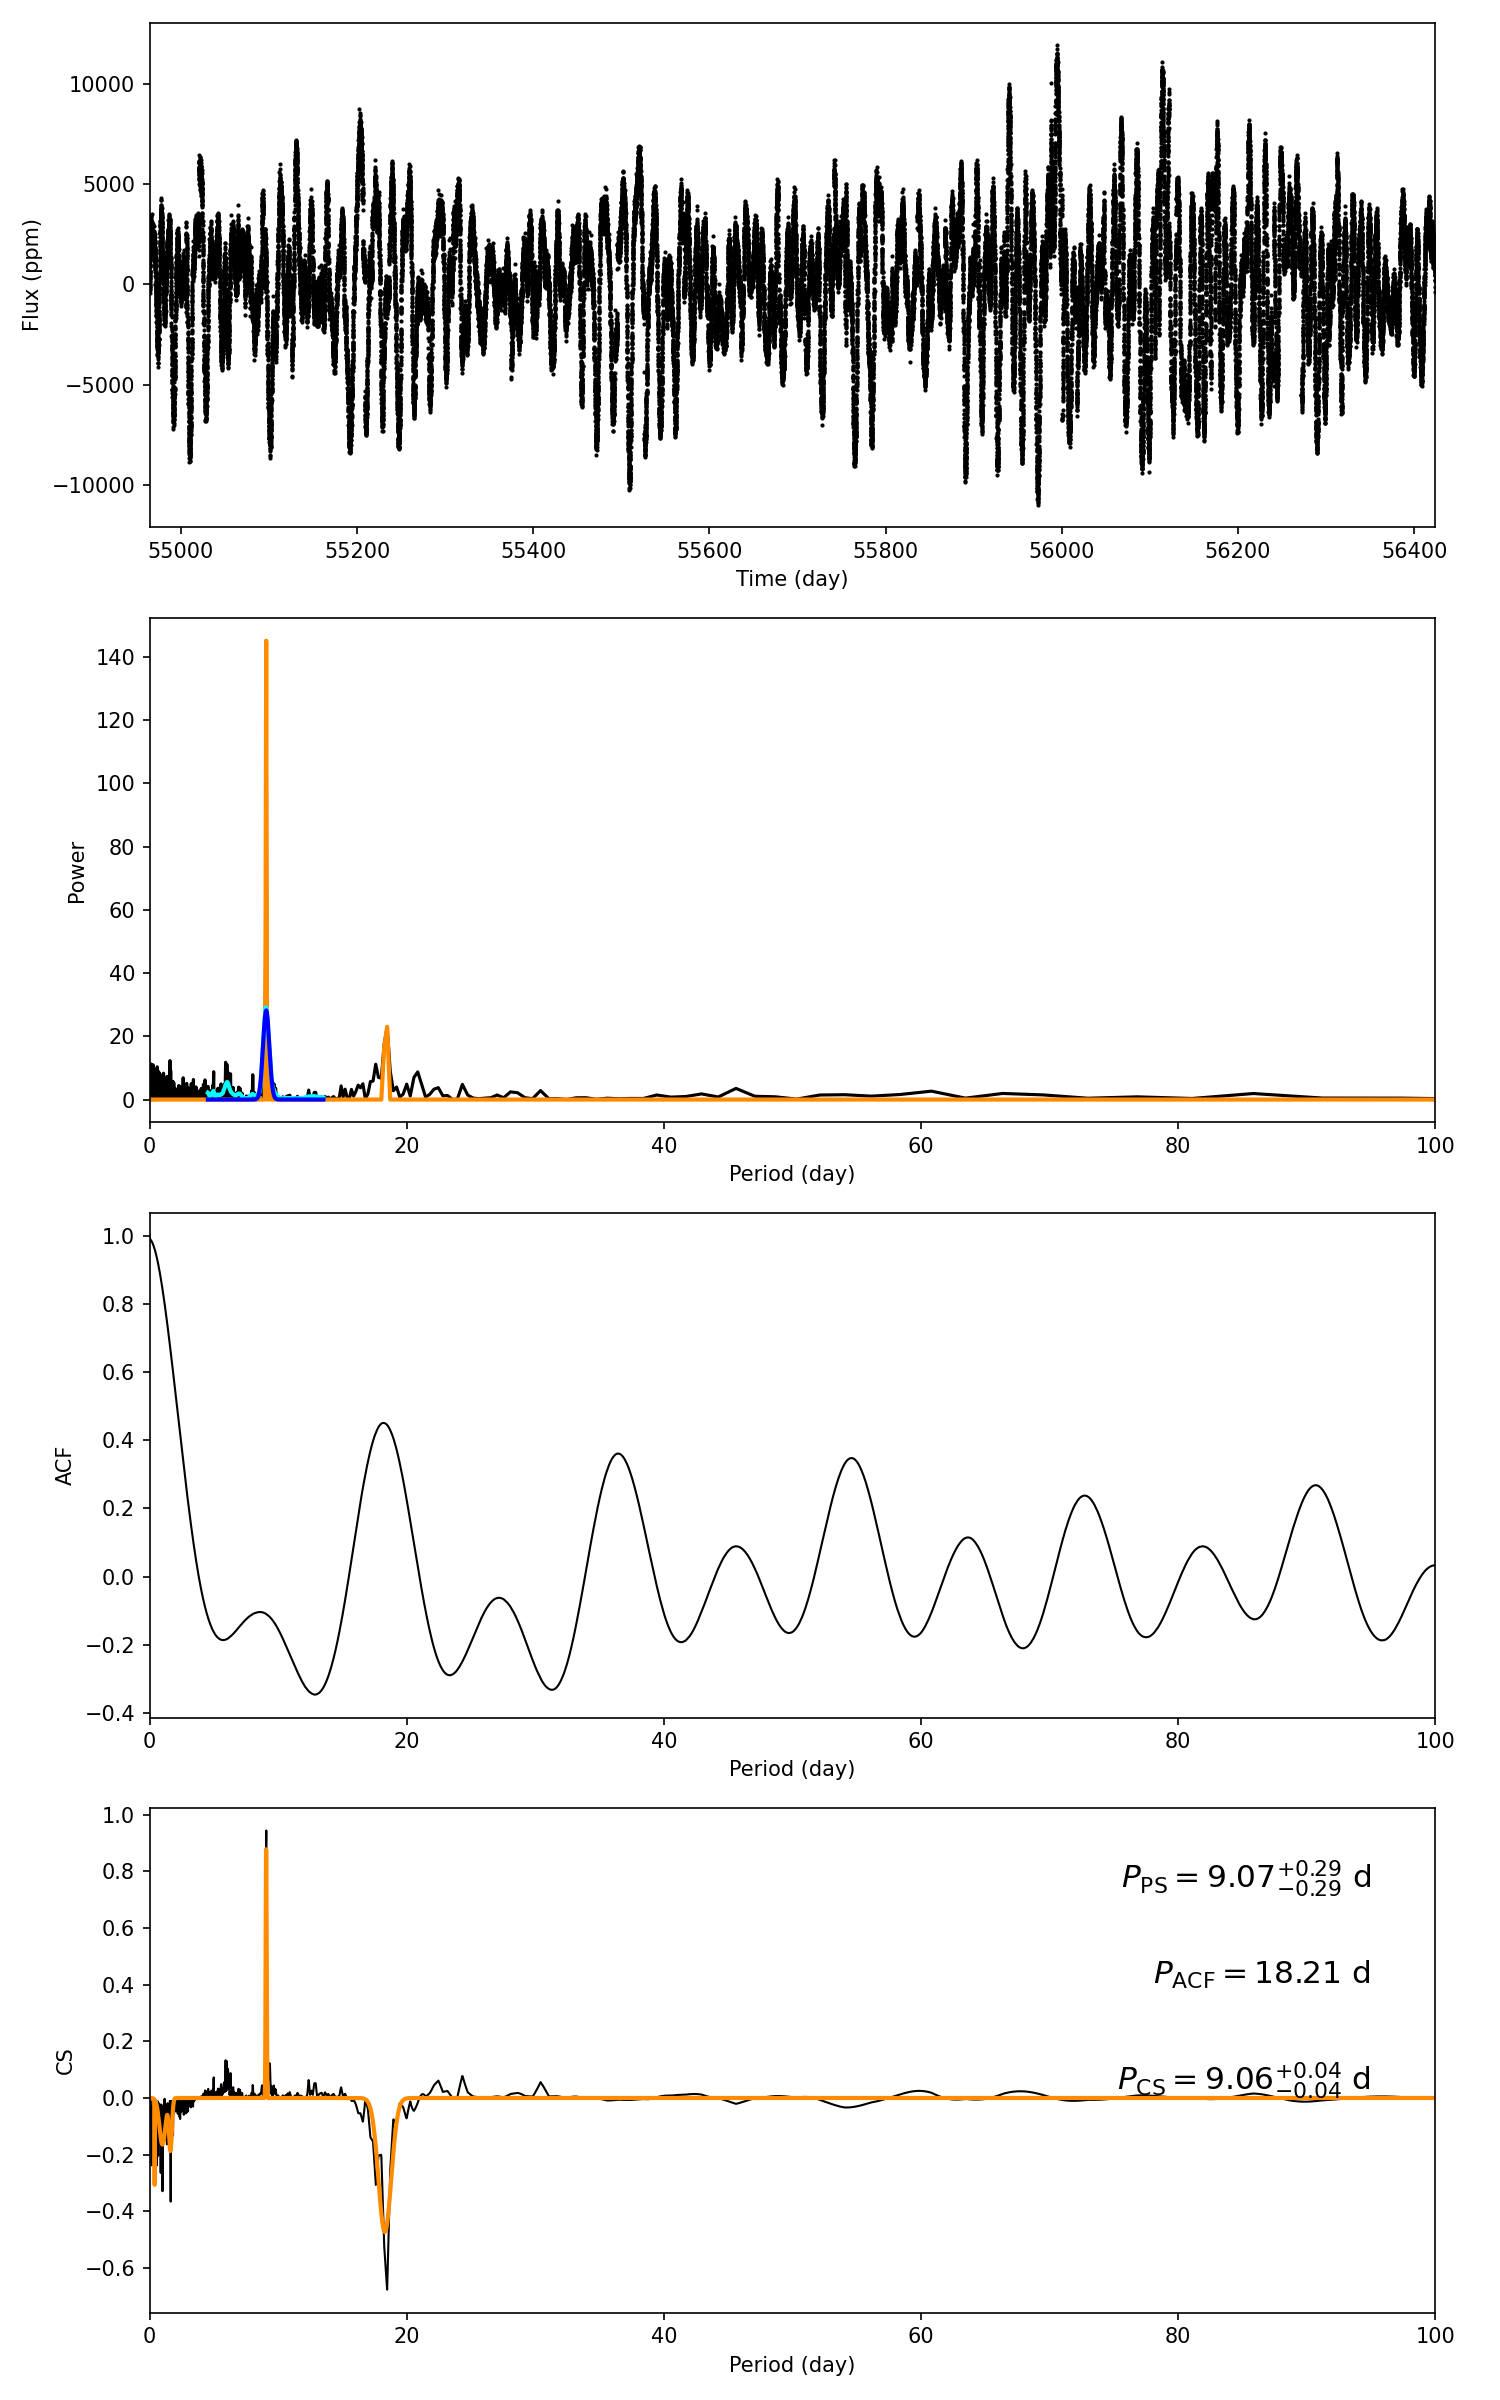 10000
5000
0
−5000
−10000
Flux (ppm)
55000 55200 55400 55600 55800 56000 56200 56400
Time (day)
140
120
100
80
60
40
20
0
Power
0 20 40 60 80 100
Period (day)
1.0
0.8
0.6
0.4
0.2
0.0
−0.2
−0.4
ACF
0 20 40 60 80 100
Period (day)
1.0
0.8
0.6
0.4
0.2
0.0
−0.2
−0.4
−0.6
CS
P_PS = 9.07 +0.29 −0.29 d
P_ACF = 18.21 d
P_CS = 9.06 +0.04 −0.04 d
0 20 40 60 80 100
Period (day)